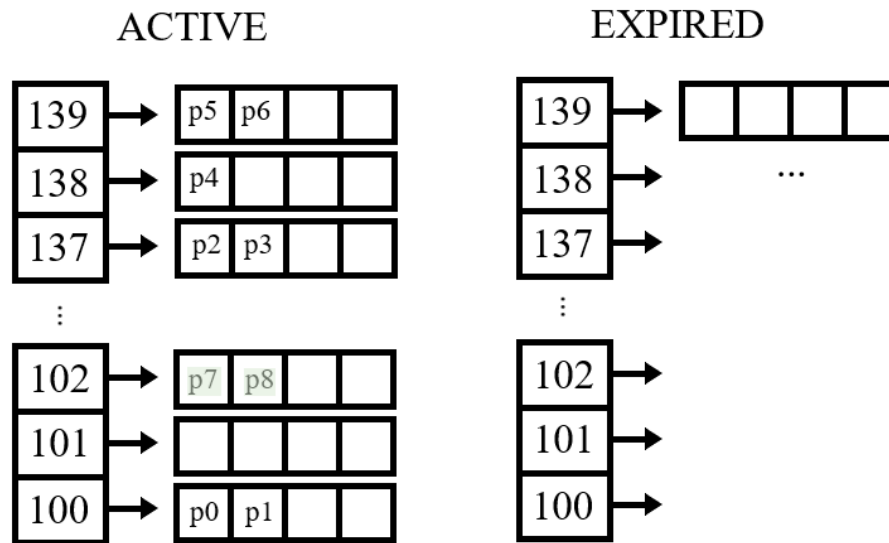 ACTIVE
EXPIRED
139 p5 p6
138 p4
137 p2 p3
⋮
102 p7 p8
101
100 p0 p1
139
138 ...
137
⋮
102
101
100